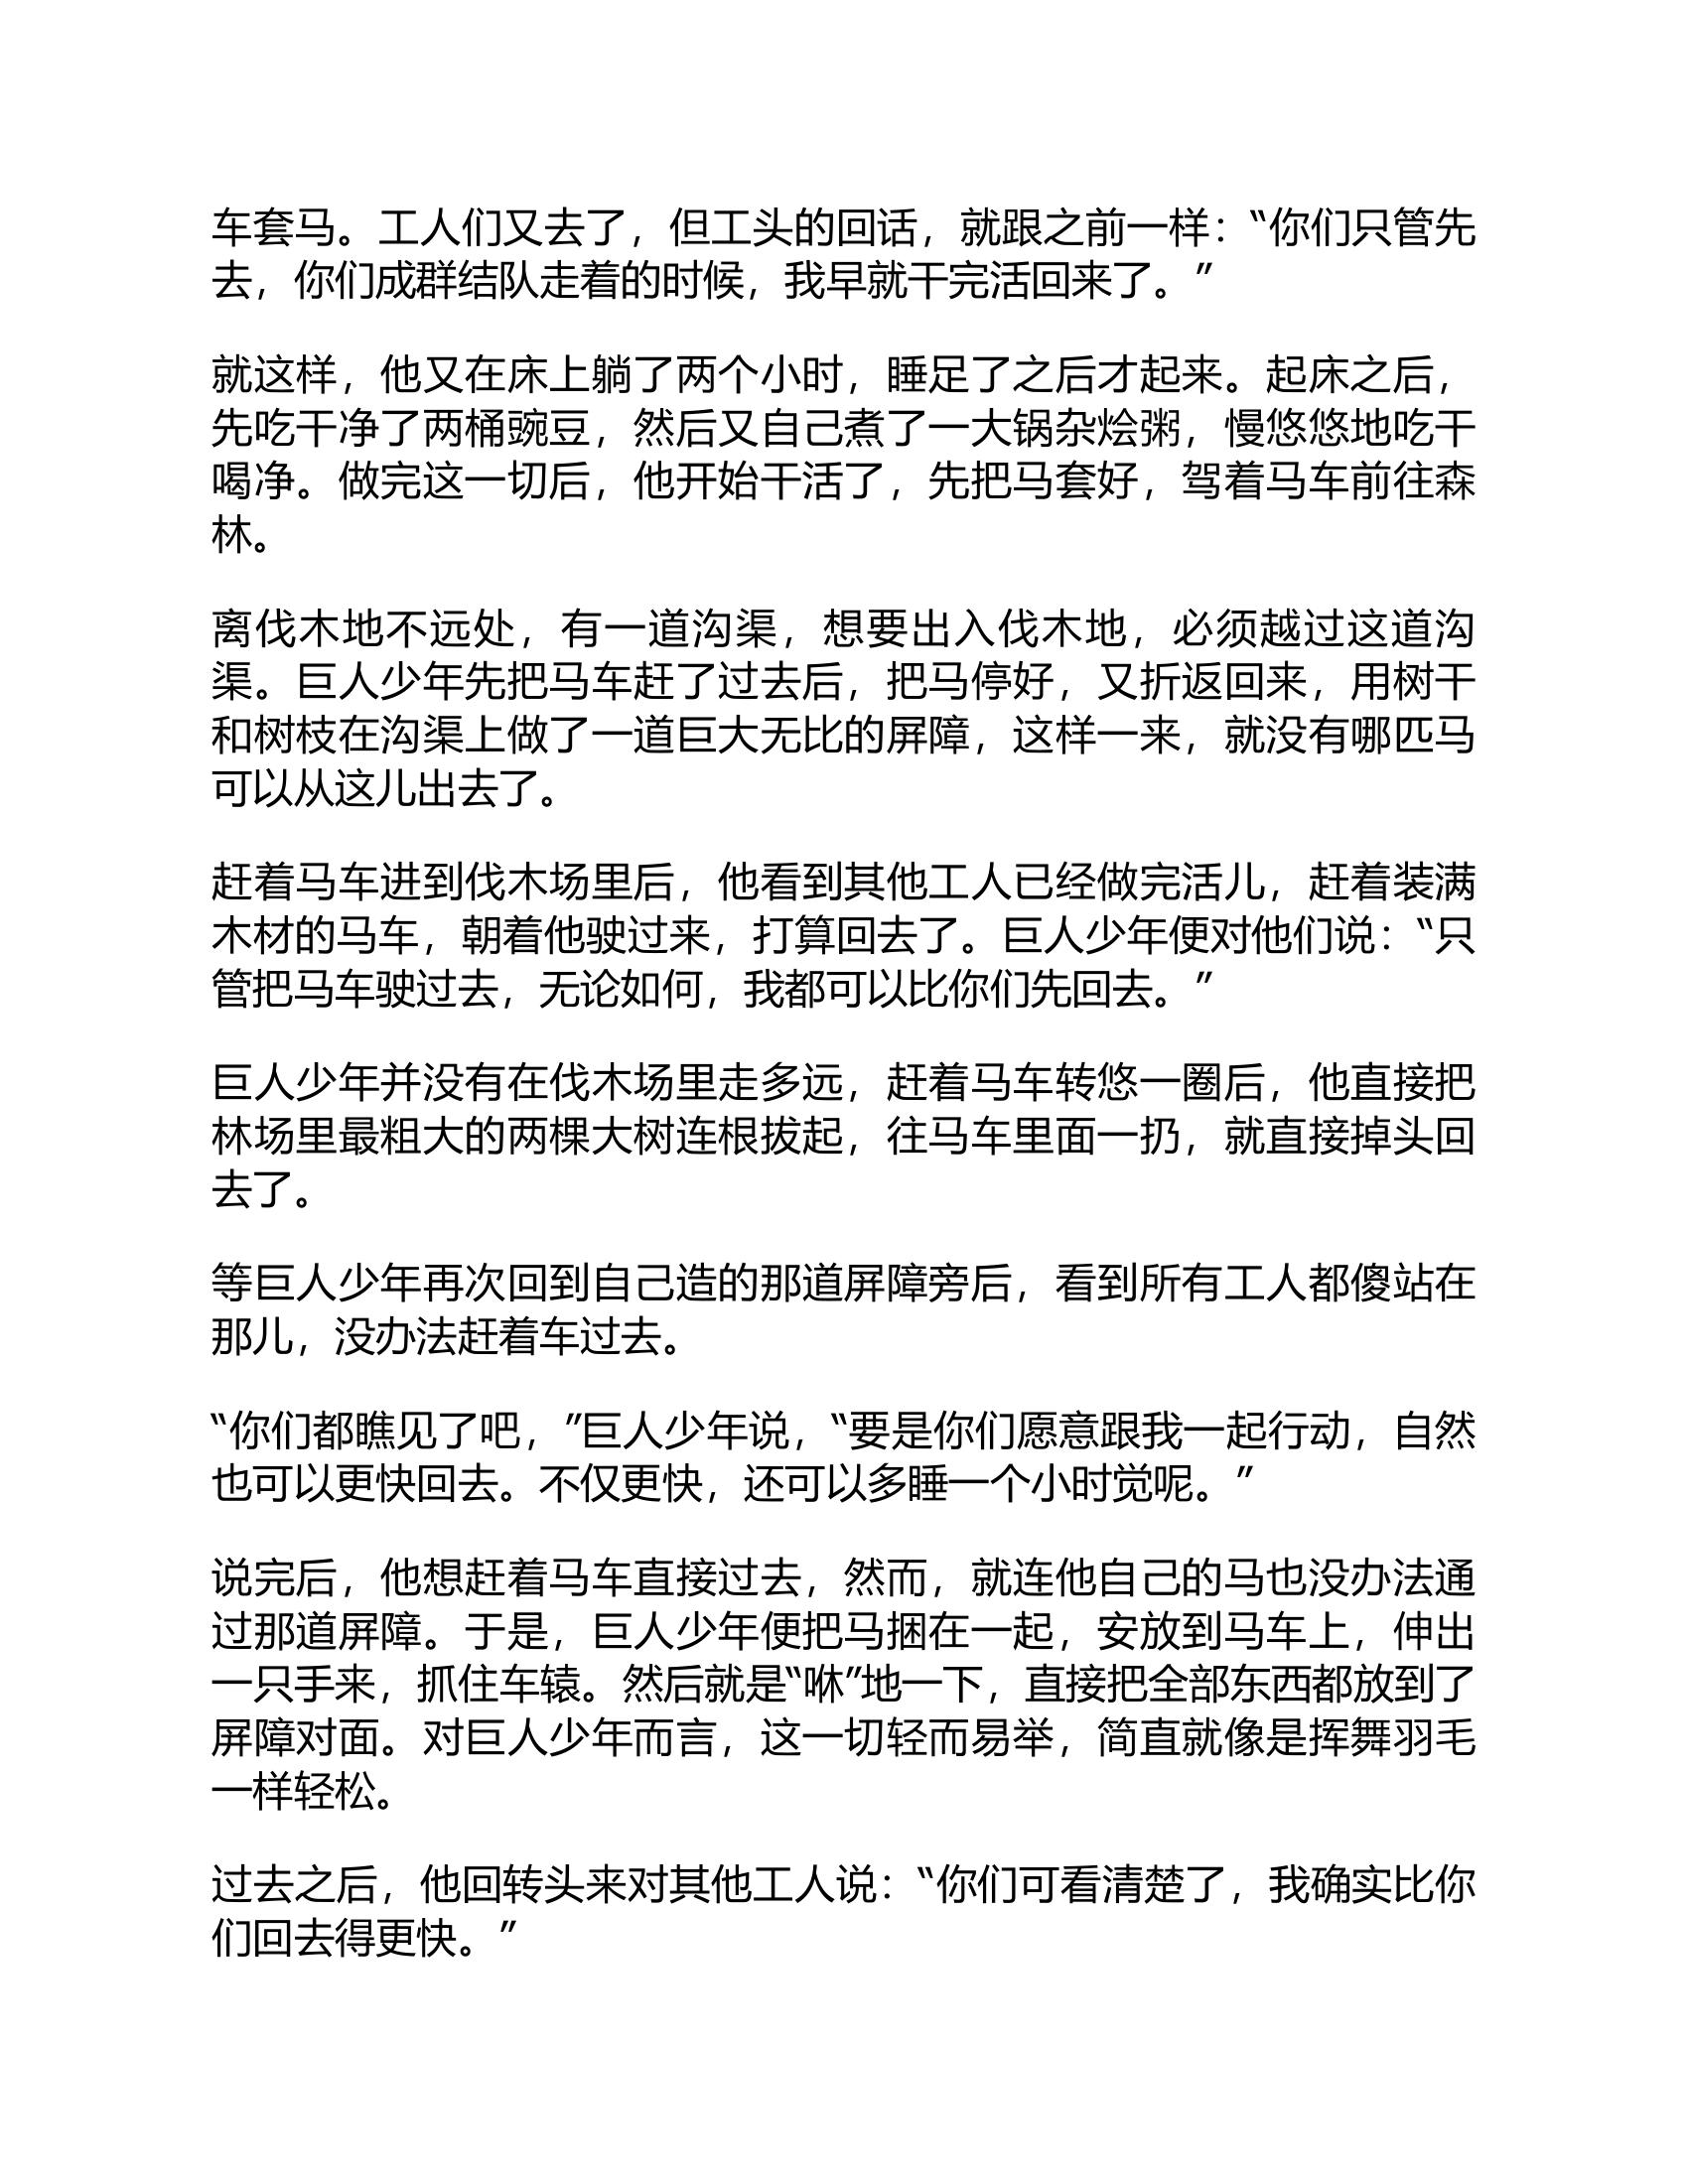 车套马。工人们又去了，但工头的回话，就跟之前一样：“你们只管先
去，你们成群结队走着的时候，我早就干完活回来了。”
就这样，他又在床上躺了两个小时，睡足了之后才起来。起床之后，
先吃干净了两桶豌豆，然后又自己煮了一大锅杂烩粥，慢悠悠地吃干
喝净。做完这一切后，他开始干活了，先把马套好，驾着马车前往森
林。
离伐木地不远处，有一道沟渠，想要出入伐木地，必须越过这道沟
渠。巨人少年先把马车赶了过去后，把马停好，又折返回来，用树干
和树枝在沟渠上做了一道巨大无比的屏障，这样一来，就没有哪匹马
可以从这儿出去了。
赶着马车进到伐木场里后，他看到其他工人已经做完活儿，赶着装满
木材的马车，朝着他驶过来，打算回去了。巨人少年便对他们说：“只
管把马车驶过去，无论如何，我都可以比你们先回去。”
巨人少年并没有在伐木场里走多远，赶着马车转悠一圈后，他直接把
林场里最粗大的两棵大树连根拔起，往马车里面一扔，就直接掉头回
去了。
等巨人少年再次回到自己造的那道屏障旁后，看到所有工人都傻站在
那儿，没办法赶着车过去。
“你们都瞧见了吧，”巨人少年说，“要是你们愿意跟我一起行动，自然
也可以更快回去。不仅更快，还可以多睡一个小时觉呢。”
说完后，他想赶着马车直接过去，然而，就连他自己的马也没办法通
过那道屏障。于是，巨人少年便把马捆在一起，安放到马车上，伸出
一只手来，抓住车辕。然后就是“咻”地一下，直接把全部东西都放到了
屏障对面。对巨人少年而言，这一切轻而易举，简直就像是挥舞羽毛
一样轻松。
过去之后，他回转头来对其他工人说：“你们可看清楚了，我确实比你
们回去得更快。”